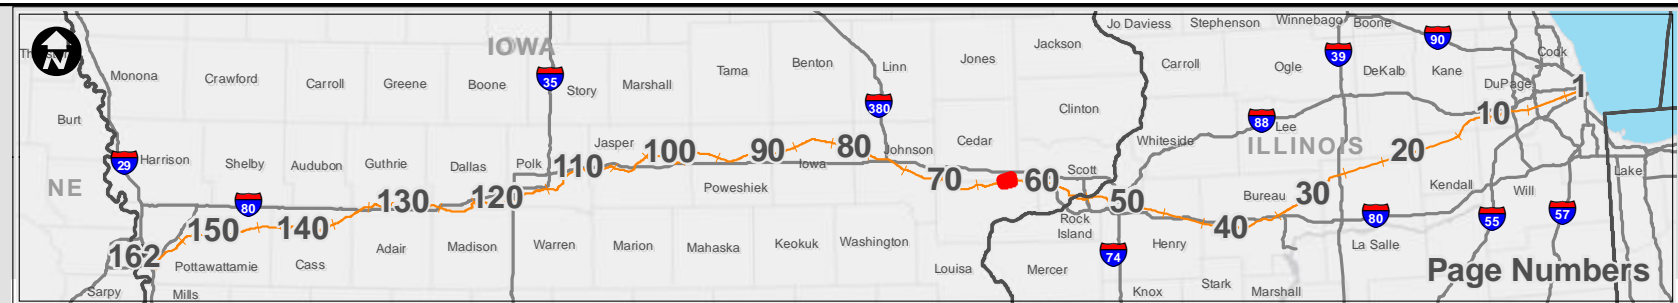 N
IOWA
ILLINOIS
NE
Monona
Crawford
Carroll
Greene
Boone
Story
Marshall
Tama
Benton
Linn
Jones
Jackson
Jo Daviess
Stephenson
Winnebago
Boone
Carroll
Ogle
DeKalb
Kane
Cook
DuPage
Burt
Harrison
Shelby
Audubon
Guthrie
Dallas
Polk
Jasper
Poweshiek
Iowa
Johnson
Cedar
Clinton
Scott
Whiteside
Lee
Bureau
Kendall
Will
Lake
Pottawattamie
Cass
Adair
Madison
Warren
Marion
Mahaska
Keokuk
Washington
Louisa
Rock
Island
Mercer
Henry
Knox
Stark
Marshall
La Salle
Sarpy
Mills
29
80
35
380
74
88
39
90
80
55
57
162
150
140
130
120
110
100
90
80
70
60
50
40
30
20
10
1
Page Numbers